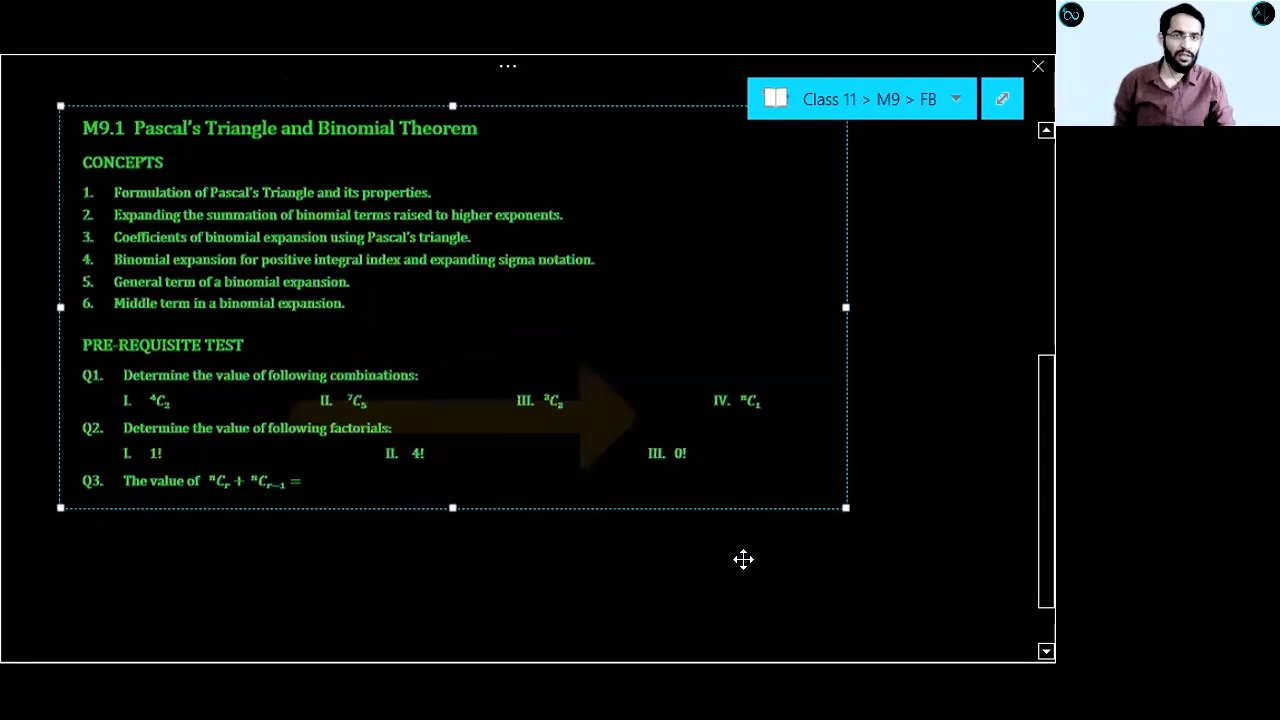 Class 11 > M9 > FB
M9.1 Pascal's Triangle and Binomial Theorem
CONCEPTS
1. Formulation of Pascal's Triangle and its properties.
2. Expanding the summation of binomial terms raised to higher exponents.
3. Coefficients of binomial expansion using Pascal's triangle.
4. Binomial expansion for positive integral index and expanding sigma notation.
5. General term of a binomial expansion.
6. Middle term in a binomial expansion.
PRE-REQUISITE TEST
Q1. Determine the value of following combinations:
I. ⁴C₂ II. ⁷C₅ III. ³C₃ IV. ⁿC₁
Q2. Determine the value of following factorials:
I. 1! II. 4! III. 0!
Q3. The value of ⁿCᵣ + ⁿCᵣ₋₁ =